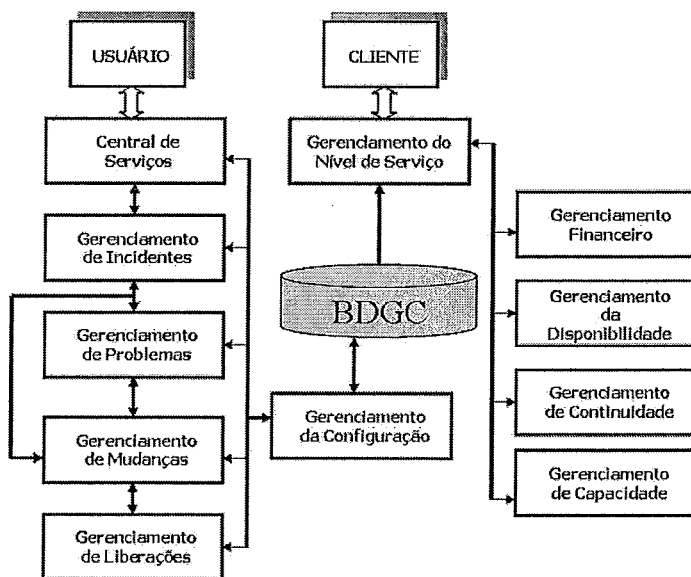 USUÁRIO
CLIENTE
Central de
Serviços
Gerenciamento do
Nível de Serviço
Gerenciamento
Financeiro
Gerenciamento
de Incidentes
BDGC
Gerenciamento
da
Disponibilidade
Gerenciamento
de Problemas
Gerenciamento
de Continuidade
Gerenciamento
da Configuração
Gerenciamento
de Mudanças
Gerenciamento
de Capacidade
Gerenciamento
de Liberações